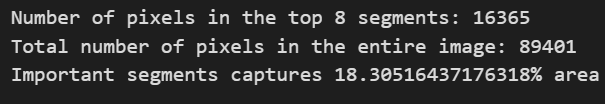 Number of pixels in the top 8 segments: 16365
Total number of pixels in the entire image: 89401
Important segments captures 18.30516437176318% area